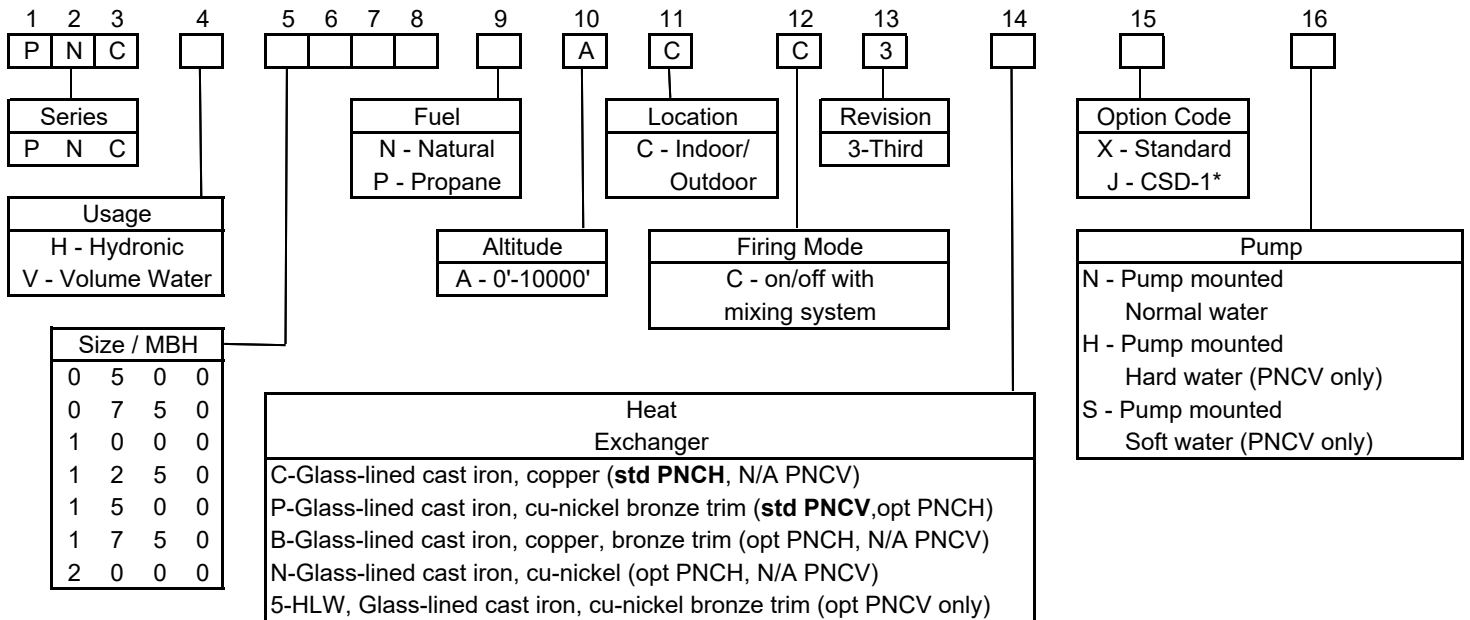 1 2 3 4 5 6 7 8 9 10 11 12 13 14 15 16
P N C A C C 3
Series
P N C
Fuel
N - Natural
P - Propane
Location
C - Indoor/
Outdoor
Revision
3-Third
Option Code
X - Standard
J - CSD-1*
Usage
H - Hydronic
V - Volume Water
Altitude
A - 0'-10000'
Firing Mode
C - on/off with
mixing system
Pump
N - Pump mounted
Normal water
H - Pump mounted
Hard water (PNCV only)
S - Pump mounted
Soft water (PNCV only)
Size / MBH
0 5 0 0
0 7 5 0
1 0 0 0
1 2 5 0
1 5 0 0
1 7 5 0
2 0 0 0
Heat
Exchanger
C-Glass-lined cast iron, copper (std PNCH, N/A PNCV)
P-Glass-lined cast iron, cu-nickel bronze trim (std PNCV,opt PNCH)
B-Glass-lined cast iron, copper, bronze trim (opt PNCH, N/A PNCV)
N-Glass-lined cast iron, cu-nickel (opt PNCH, N/A PNCV)
5-HLW, Glass-lined cast iron, cu-nickel bronze trim (opt PNCV only)